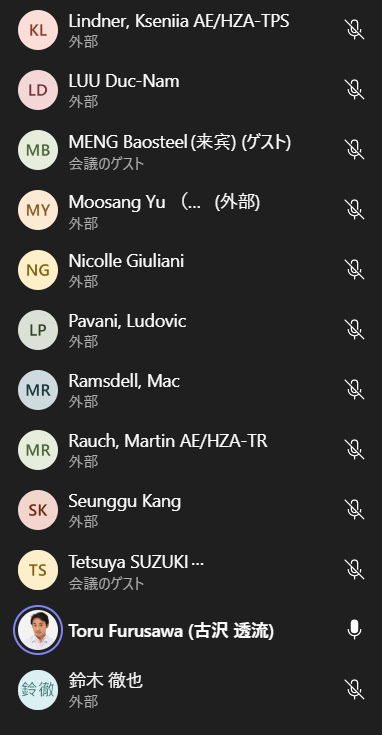 KL
Lindner, Kseniia AE/HZA-TPS
外部
LD
LUU Duc-Nam
外部
MB
MENG Baosteel(来宾) (ゲスト)
会議のゲスト
MY
Moosang Yu （... (外部)
外部
NG
Nicolle Giuliani
外部
LP
Pavani, Ludovic
外部
MR
Ramsdell, Mac
外部
MR
Rauch, Martin AE/HZA-TR
外部
SK
Seunggu Kang
外部
TS
Tetsuya SUZUKI...
会議のゲスト
Toru Furusawa (古沢 透流)
鈴徹
鈴木 徹也
外部